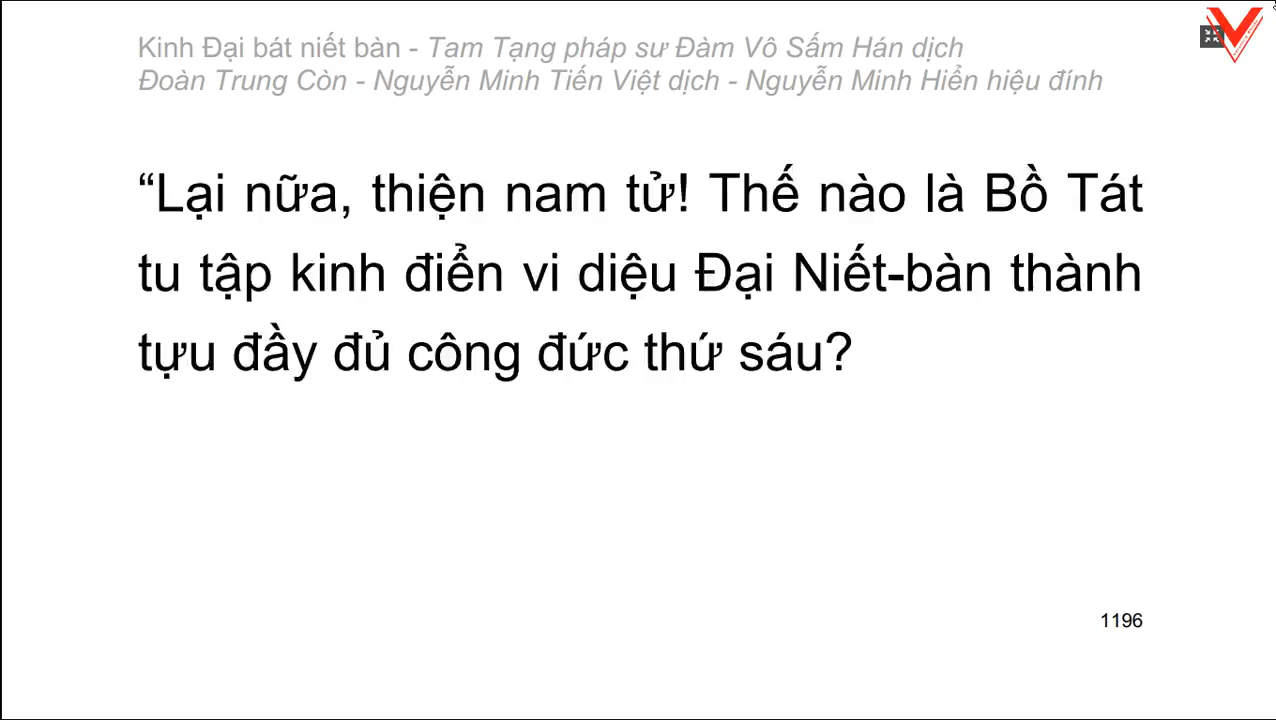 Kinh Đại bát niết bàn - Tam Tạng pháp sư Đàm Vô Sấm Hán dịch
Đoàn Trung Còn - Nguyễn Minh Tiến Việt dịch - Nguyễn Minh Hiển hiệu đính
“Lại nữa, thiện nam tử! Thế nào là Bồ Tát
tu tập kinh điển vi diệu Đại Niết-bàn thành
tựu đầy đủ công đức thứ sáu?
1196